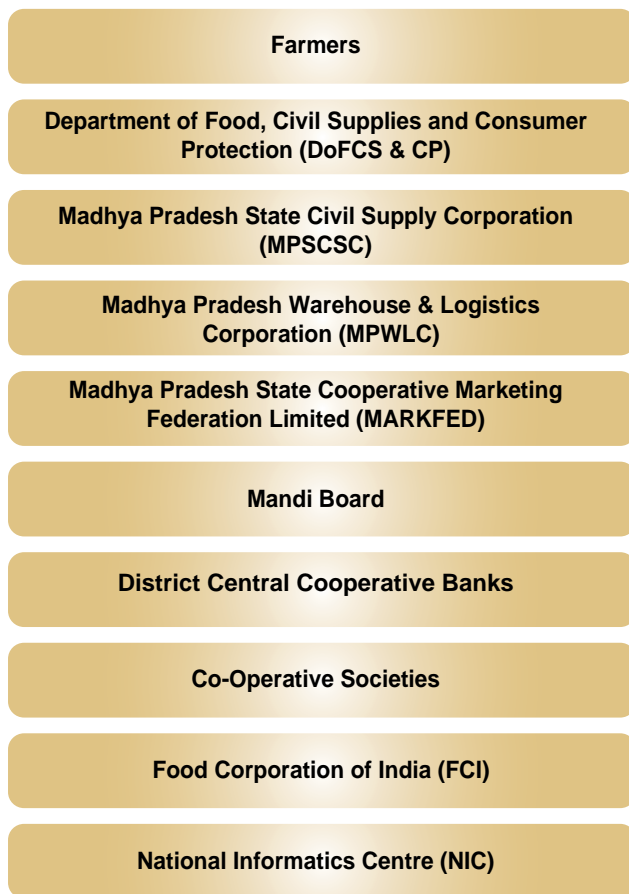 Farmers
Department of Food, Civil Supplies and Consumer
Protection (DoFCS & CP)
Madhya Pradesh State Civil Supply Corporation
(MPSCSC)
Madhya Pradesh Warehouse & Logistics
Corporation (MPWLC)
Madhya Pradesh State Cooperative Marketing
Federation Limited (MARKFED)
Mandi Board
District Central Cooperative Banks
Co-Operative Societies
Food Corporation of India (FCI)
National Informatics Centre (NIC)